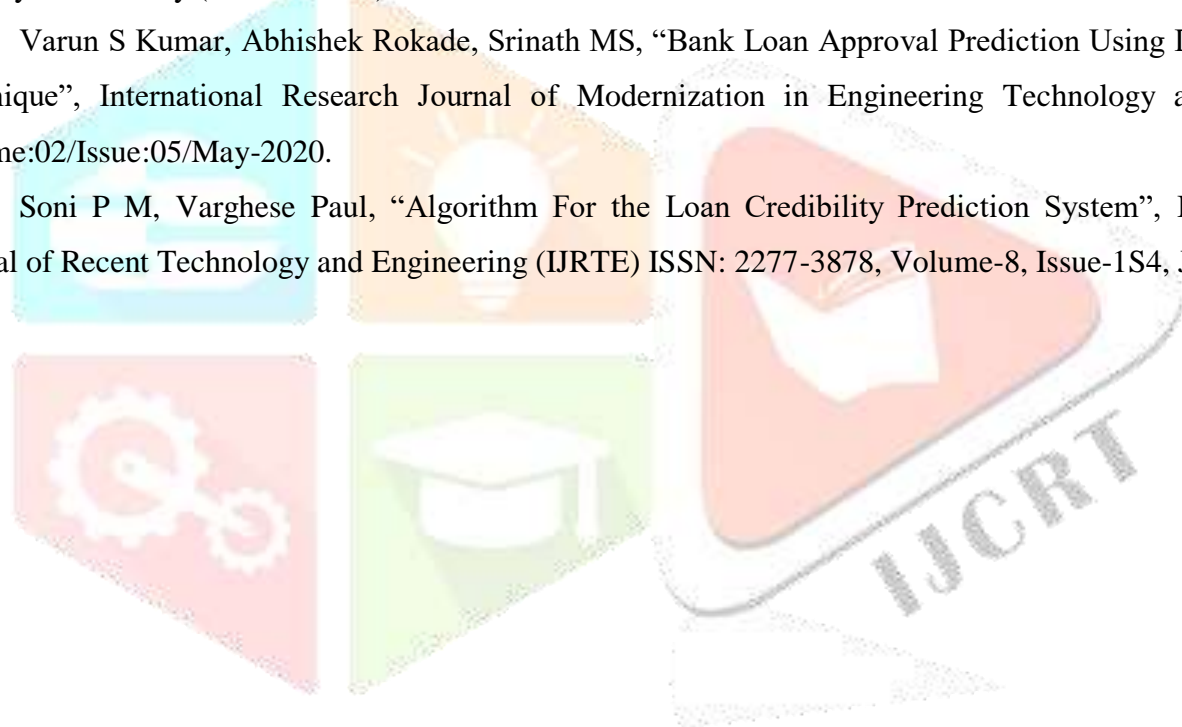 Varun S Kumar, Abhishek Rokade, Srinath MS, “Bank Loan Approval Prediction Using
nique”, International Research Journal of Modernization in Engineering Technology
me:02/Issue:05/May-2020.
Soni P M, Varghese Paul, “Algorithm For the Loan Credibility Prediction System”,
al of Recent Technology and Engineering (IJRTE) ISSN: 2277-3878, Volume-8, Issue-1S4,
IJCRT